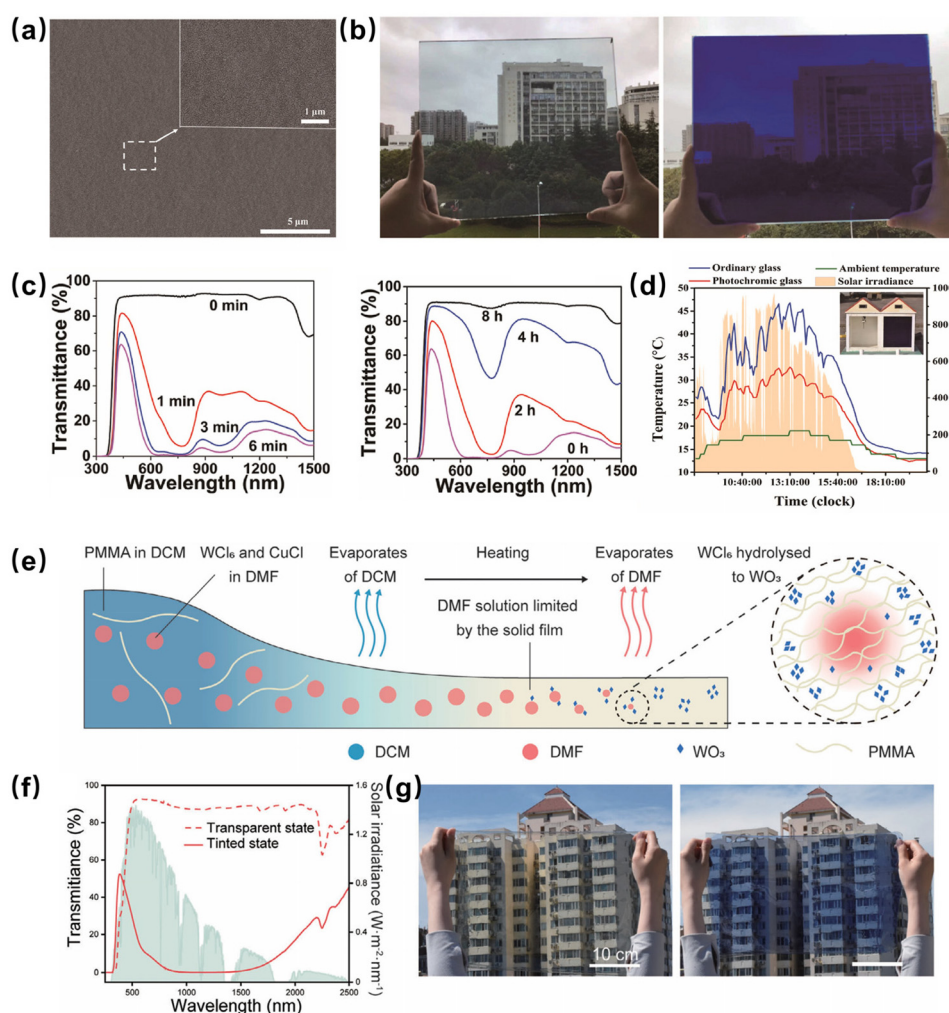 (a)
1 μm
5 μm
(b)
(c)
Transmittance (%)
100
80
60
40
20
0
0 min
1 min
3 min
6 min
300 600 900 1200 1500
Wavelength (nm)
Transmittance (%)
100
80
60
40
20
0
8 h
4 h
2 h
0 h
300 600 900 1200 1500
Wavelength (nm)
(d)
Ordinary glass
Ambient temperature
Photochromic glass
Solar irradiance
Temperature (°C)
50
45
40
35
30
25
20
15
10
1000
800
600
400
200
0
10:40:00 13:10:00 15:40:00 18:10:00
Time (clock)
(e)
PMMA in DCM
WCl₆ and CuCl
in DMF
Evaporates
of DCM
Heating
DMF solution limited
by the solid film
Evaporates
of DMF
WCl₆ hydrolysed
to WO₃
DCM
DMF
WO₃
PMMA
(f)
Transmitiance (%)
100
80
60
40
20
0
Transparent state
Tinted state
1.6
1.2
0.8
0.4
0
Solar irradiatiance (W·m⁻²·nnm⁻¹)
500 1000 1500 2000 2500
Wavelength (nm)
(g)
10 cm